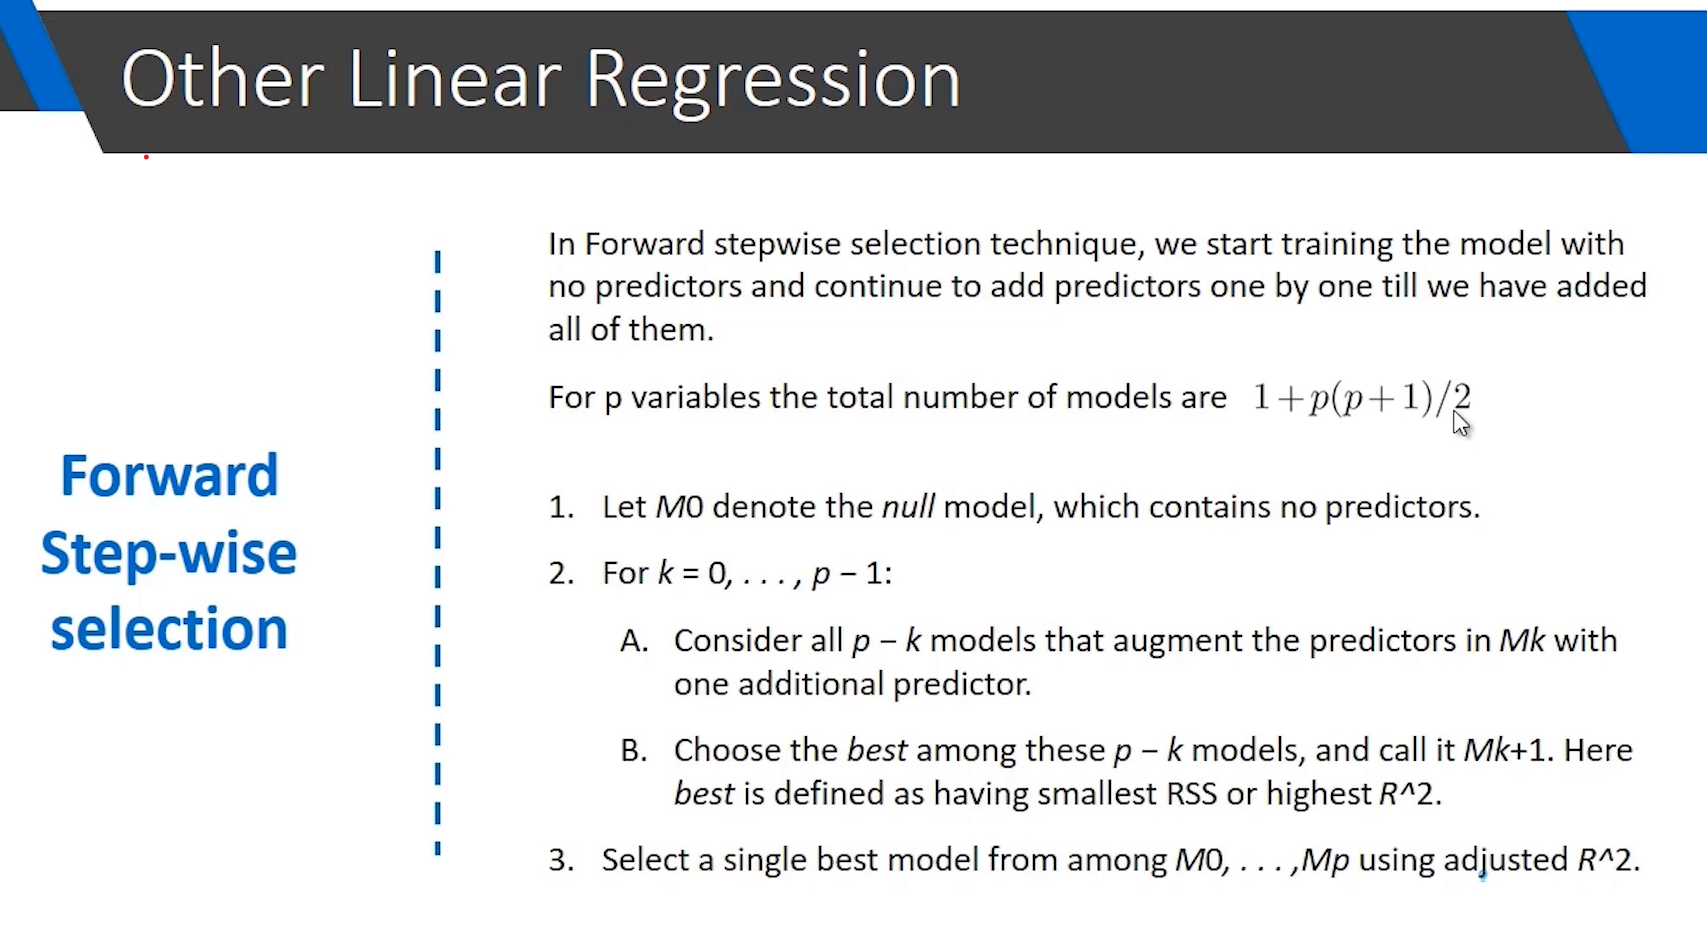 Other Linear Regression
Forward
Step-wise
selection
In Forward stepwise selection technique, we start training the model with
no predictors and continue to add predictors one by one till we have added
all of them.
For p variables the total number of models are 1+p(p+1)/2
1. Let M0 denote the null model, which contains no predictors.
2. For k = 0, . . . , p − 1:
A. Consider all p − k models that augment the predictors in Mk with
one additional predictor.
B. Choose the best among these p − k models, and call it Mk+1. Here
best is defined as having smallest RSS or highest R^2.
3. Select a single best model from among M0, . . . ,Mp using adjusted R^2.